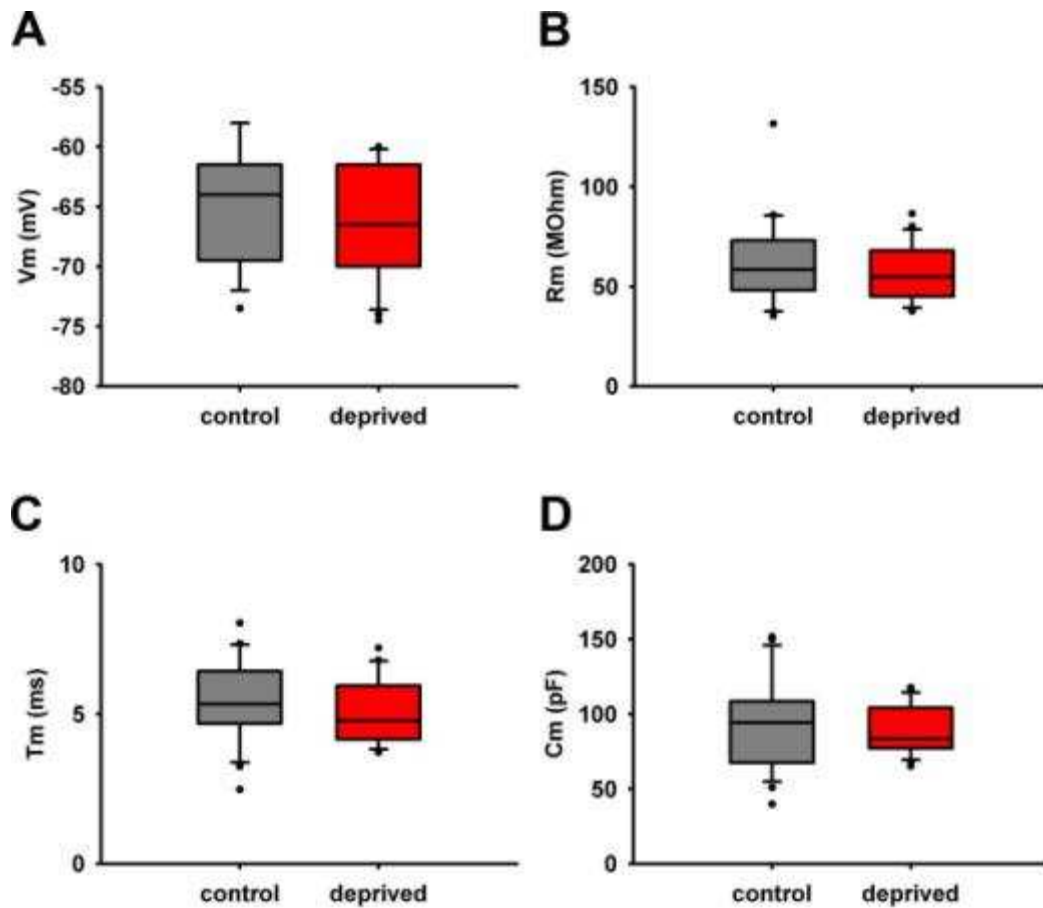 A
-55
-60
-65
-70
-75
-80
Vm (mV)
control deprived
B
150
100
50
0
Rm (MOhm)
control deprived
C
10
5
0
Tm (ms)
control deprived
D
200
150
100
50
0
Cm (pF)
control deprived